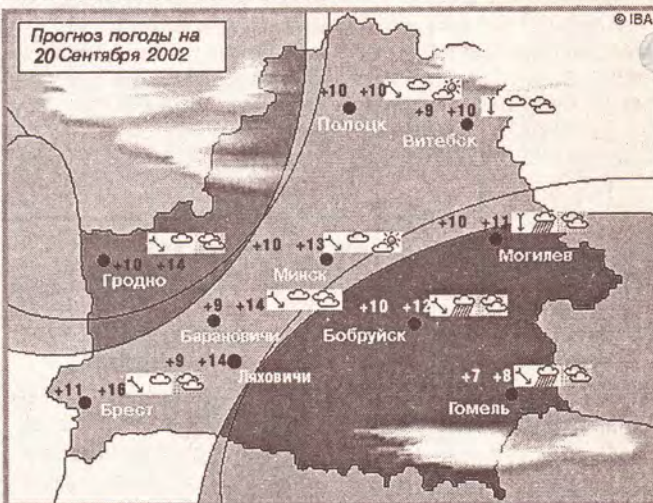 Прогноз погоды на
20 Сентября 2002
© IBA
+10 +10
Полоцк
+9 +10
Витебск
+10 +11
Могилев
+10 +14
Гродно
+10 +13
Минск
+9 +14
Барановичи
+10 +12
Бобруйск
+9 +14
Ляховичи
+11 +16
Брест
+7 +8
Гомель